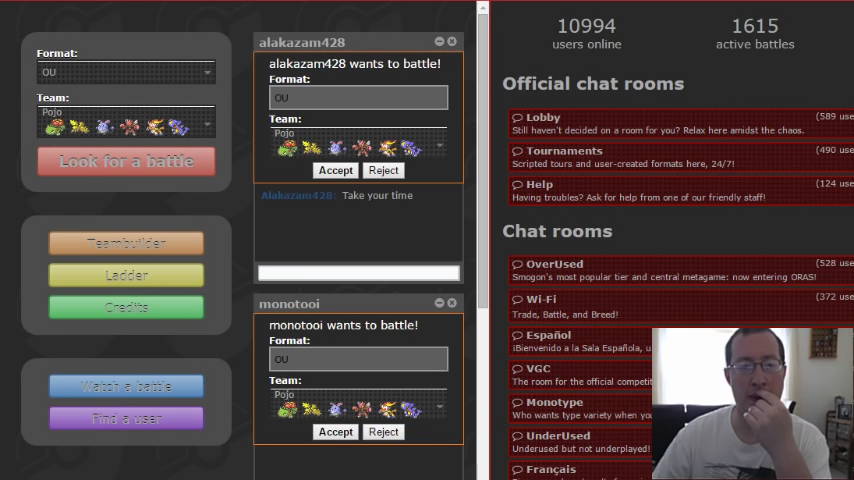 Format:
OU
Team:
Pojo
Look for a battle
Teambuilder
Ladder
Credits
Watch a battle
Find a user
alakazam428
alakazam428 wants to battle!
Format:
OU
Team:
Pojo
Accept Reject
Alakazam428: Take your time
monotooi
monotooi wants to battle!
Format:
OU
Team:
Pojo
Accept Reject
10994
users online
1615
active battles
Official chat rooms
Lobby (589 use
Still haven't decided on a room for you? Relax here amidst the chaos.
Tournaments (490 use
Scripted tours and user-created formats here, 24/7!
Help (124 use
Having troubles? Ask for help from one of our friendly staff!
Chat rooms
OverUsed (528 use
Smogon's most popular tier and central metagame: now entering ORAS!
Wi-Fi (372 use
Trade, Battle, and Breed!
Español
¡Bienvenido a la Sala Española, u
VGC
The room for the official competit
Monotype
Who wants type variety when you
UnderUsed
Underused but not underplayed!
Français